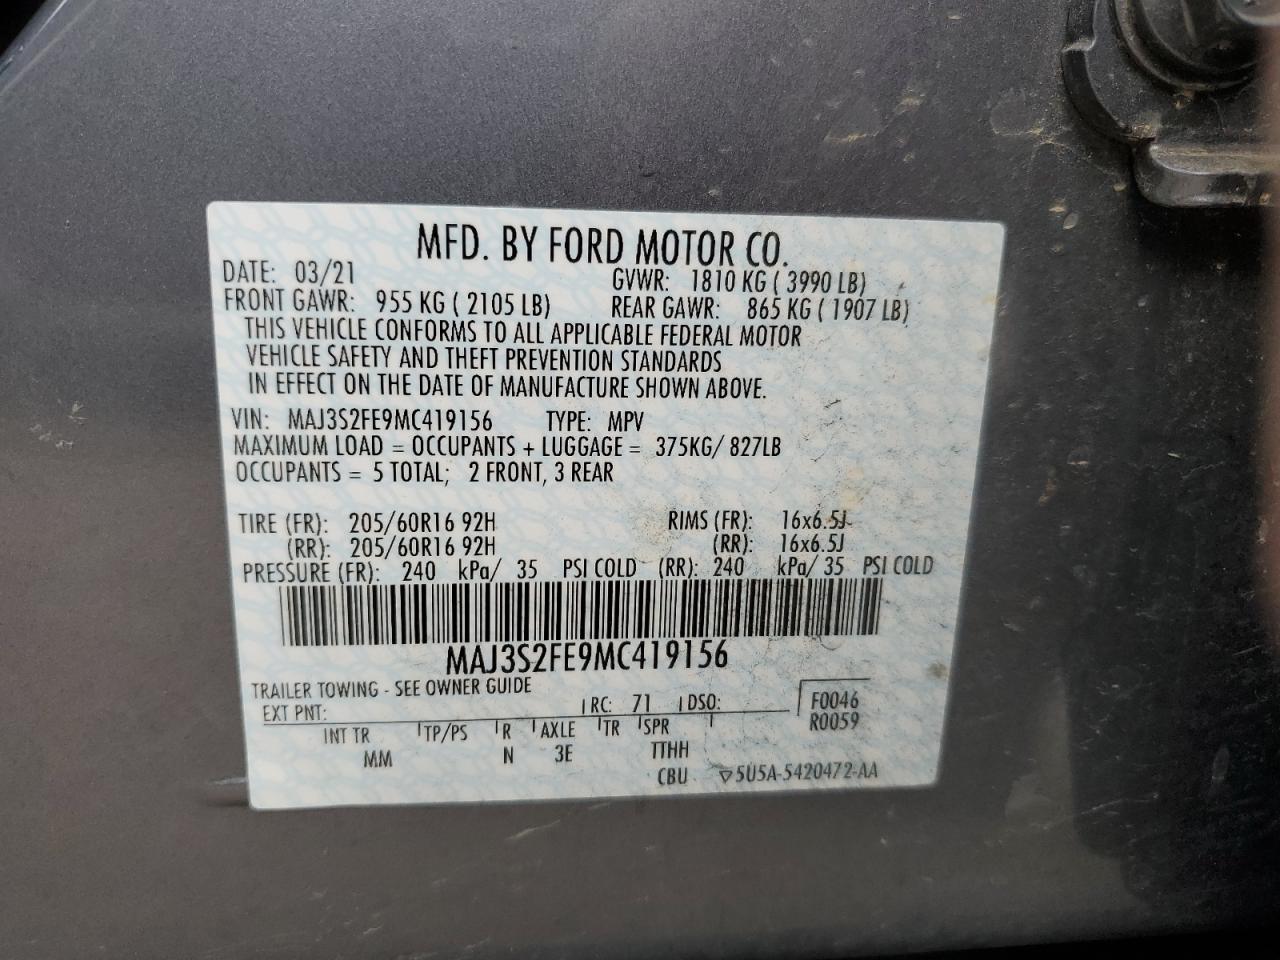 MFD. BY FORD MOTOR CO.
DATE: 03/21 GVWR: 1810 KG ( 3990 LB)
FRONT GAWR: 955 KG ( 2105 LB) REAR GAWR: 865 KG ( 1907 LB)
THIS VEHICLE CONFORMS TO ALL APPLICABLE FEDERAL MOTOR
VEHICLE SAFETY AND THEFT PREVENTION STANDARDS
IN EFFECT ON THE DATE OF MANUFACTURE SHOWN ABOVE.
VIN: MAJ3S2FE9MC419156 TYPE: MPV
MAXIMUM LOAD = OCCUPANTS + LUGGAGE = 375KG/ 827LB
OCCUPANTS = 5 TOTAL; 2 FRONT, 3 REAR
TIRE (FR): 205/60R16 92H RIMS (FR): 16x6.5J
(RR): 205/60R16 92H (RR): 16x6.5J
PRESSURE (FR): 240 kPa/ 35 PSI COLD (RR): 240 kPa/ 35 PSI COLD
MAJ3S2FE9MC419156
TRAILER TOWING - SEE OWNER GUIDE
EXT PNT: RC: 71 DSO: F0046
R0059
INT TR TP/PS R AXLE TR SPR
MM N 3E TTHH
CBU ▽5U5A-5420472-AA